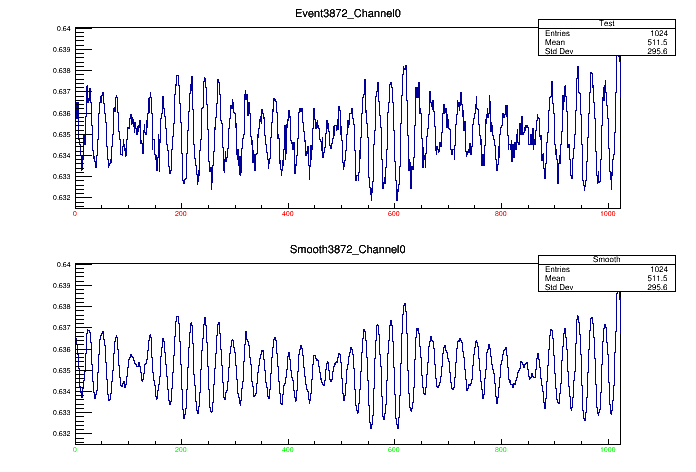 Event3872_Channel0
Test
Entries 1024
Mean 511.5
Std Dev 295.6
0.64
0.639
0.638
0.637
0.636
0.635
0.634
0.633
0.632
0 200 400 600 800 1000
Smooth3872_Channel0
Smooth
Entries 1024
Mean 511.5
Std Dev 295.6
0.64
0.639
0.638
0.637
0.636
0.635
0.634
0.633
0.632
0 200 400 600 800 1000